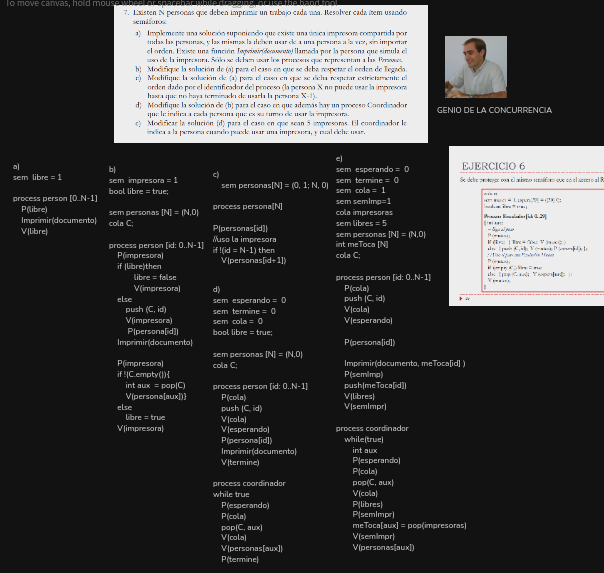 To move canvas, hold mouse wheel or spacebar while dragging, or use the hand tool
7. Existen N personas que deben imprimir un trabajo cada una. Resolver cada ítem usando
semáforos:
a) Implemente una solución suponiendo que existe una única impresora compartida por
todas las personas, y las mismas la deben usar de a una persona a la vez, sin importar
el orden. Existe una función Imprimir(documento) llamada por la persona que simula el
uso de la impresora. Sólo se deben usar los procesos que representan a las Personas.
b) Modifique la solución de (a) para el caso en que se deba respetar el orden de llegada.
c) Modifique la solución de (a) para el caso en que se deba respetar estrictamente el
orden dado por el identificador del proceso (la persona X no puede usar la impresora
hasta que no haya terminado de usarla la persona X-1).
d) Modifique la solución de (b) para el caso en que además hay un proceso Coordinador
que le indica a cada persona que es su turno de usar la impresora.
e) Modificar la solución (d) para el caso en que sean 5 impresoras. El coordinador le
indica a la persona cuando puede usar una impresora, y cual debe usar.
GENIO DE LA CONCURRENCIA
a)
sem libre = 1
process person [0..N-1]
P(libre)
Imprimir(documento)
V(libre)
b)
sem impresora = 1
bool libre = true;
sem personas [N] = (N,0)
cola C;
process person [id: 0..N-1]
P(impresora)
if (libre)then
libre = false
V(impresora)
else
push (C, id)
V(impresora)
P(persona[id])
Imprimir(documento)
P(impresora)
if !(C.empty()){
int aux = pop(C)
V(persona[aux])}
else
libre = true
V(impresora)
c)
sem personas[N] = (0, 1; N, 0)
process persona[N]
P(personas[id])
//uso la impresora
if !(id = N-1) then
V(personas[id+1])
d)
sem esperando = 0
sem termine = 0
sem cola = 0
bool libre = true;
sem personas [N] = (N,0)
cola C;
process person [id: 0..N-1]
P(cola)
push (C, id)
V(cola)
V(esperando)
P(persona[id])
Imprimir(documento)
V(termine)
process coordinador
while true
P(esperando)
P(cola)
pop(C, aux)
V(cola)
V(personas[aux])
P(termine)
e)
sem esperando = 0
sem termine = 0
sem cola = 1
sem semImp=1
cola impresoras
sem libres = 5
sem personas [N] = (N,0)
int meToca [N]
cola C;
process person [id: 0..N-1]
P(cola)
push (C, id)
V(cola)
V(esperando)
P(persona[id])
Imprimir(documento, meToca[id] )
P(semImp)
push(meToca[id])
V(libres)
V(semImpr)
process coordinador
while(true)
int aux
P(esperando)
P(cola)
pop(C, aux)
V(cola)
P(libres)
P(semImpr)
meToca[aux] = pop(impresoras)
V(semImpr)
V(personas[aux])
EJERCICIO 6